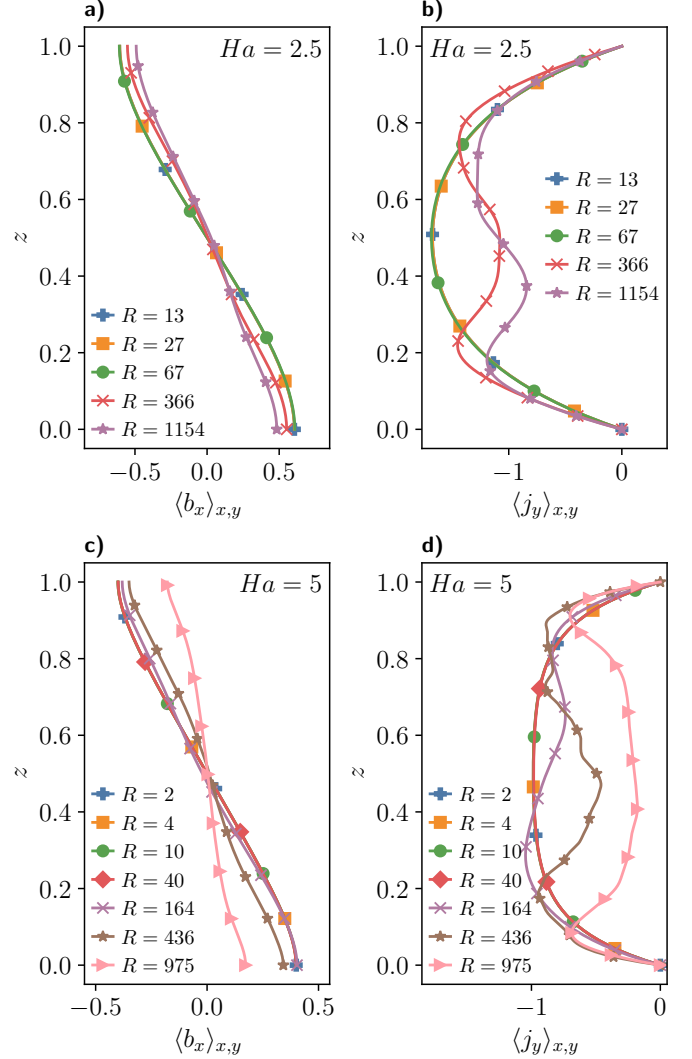 a)
Ha = 2.5
1.0
0.8
0.6
0.4
0.2
0.0
z
R = 13
R = 27
R = 67
R = 366
R = 1154
−0.5 0.0 0.5
⟨b_x⟩_{x,y}
b)
Ha = 2.5
1.0
0.8
0.6
0.4
0.2
0.0
z
R = 13
R = 27
R = 67
R = 366
R = 1154
−1 0
⟨j_y⟩_{x,y}
c)
Ha = 5
1.0
0.8
0.6
0.4
0.2
0.0
z
R = 2
R = 4
R = 10
R = 40
R = 164
R = 436
R = 975
−0.5 0.0 0.5
⟨b_x⟩_{x,y}
d)
Ha = 5
1.0
0.8
0.6
0.4
0.2
0.0
z
R = 2
R = 4
R = 10
R = 40
R = 164
R = 436
R = 975
−1 0
⟨j_y⟩_{x,y}